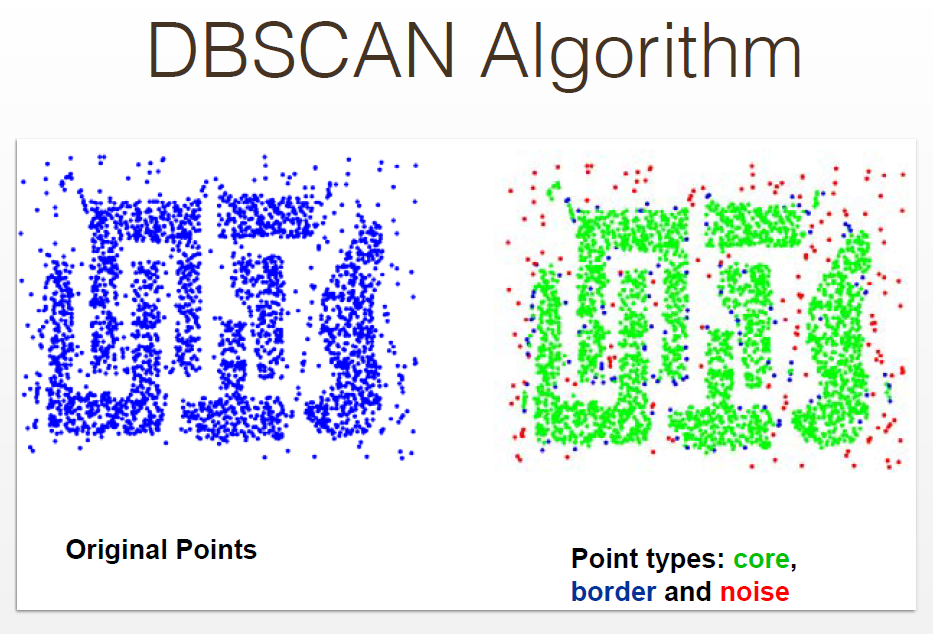 DBSCAN Algorithm
Original Points
Point types: core,
border and noise